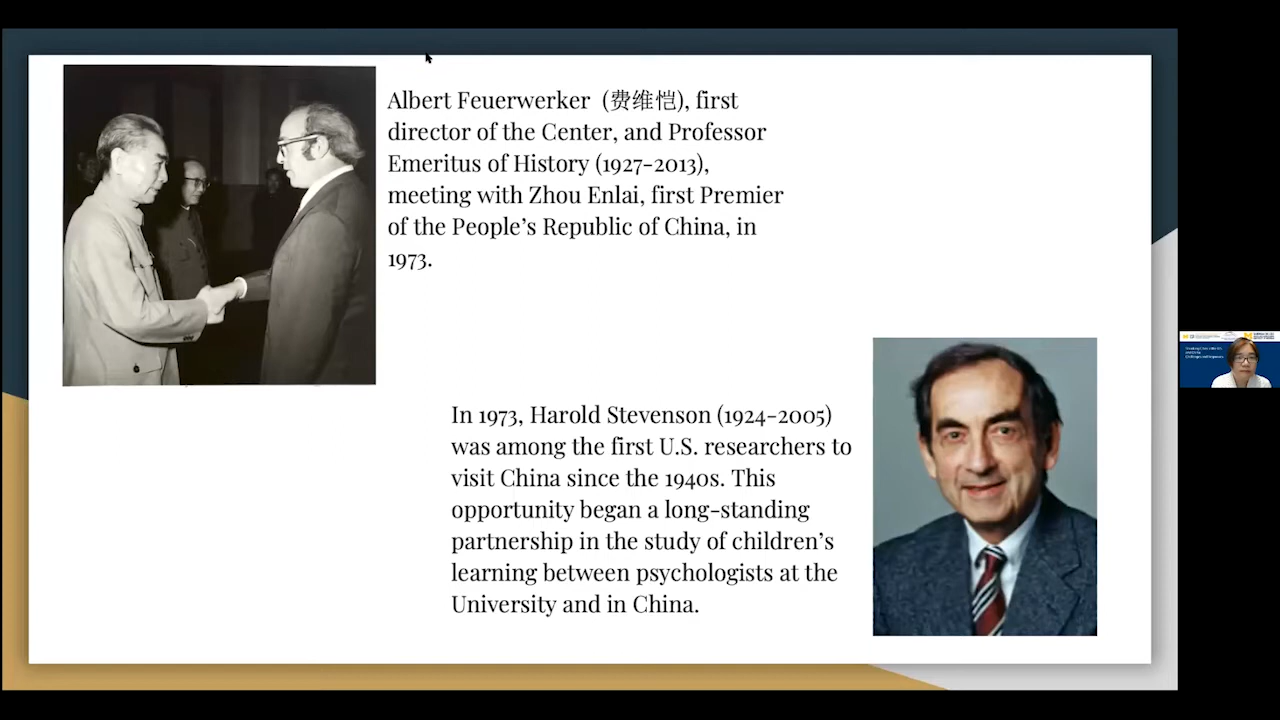 Albert Feuerwerker (费维恺), first
director of the Center, and Professor
Emeritus of History (1927-2013),
meeting with Zhou Enlai, first Premier
of the People's Republic of China, in
1973.
In 1973, Harold Stevenson (1924-2005)
was among the first U.S. researchers to
visit China since the 1940s. This
opportunity began a long-standing
partnership in the study of children's
learning between psychologists at the
University and in China.